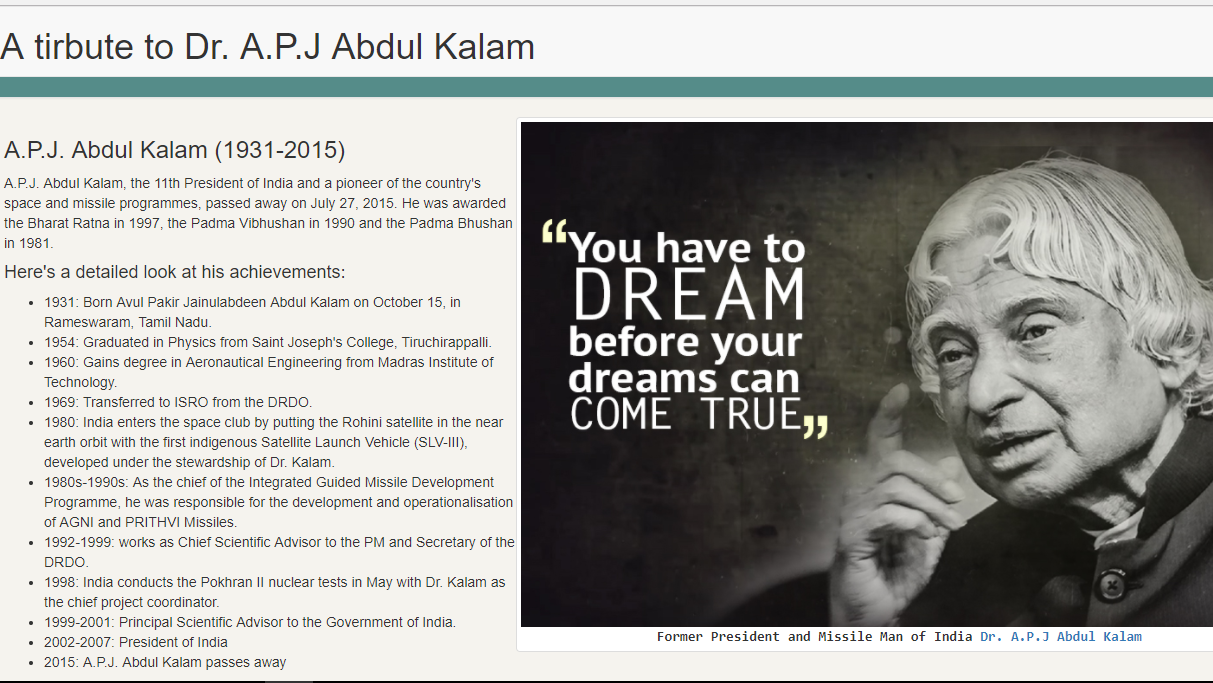 A tirbute to Dr. A.P.J Abdul Kalam
A.P.J. Abdul Kalam (1931-2015)
A.P.J. Abdul Kalam, the 11th President of India and a pioneer of the country's
space and missile programmes, passed away on July 27, 2015. He was awarded
the Bharat Ratna in 1997, the Padma Vibhushan in 1990 and the Padma Bhushan
in 1981.
Here's a detailed look at his achievements:
• 1931: Born Avul Pakir Jainulabdeen Abdul Kalam on October 15, in
Rameswaram, Tamil Nadu.
• 1954: Graduated in Physics from Saint Joseph's College, Tiruchirappalli.
• 1960: Gains degree in Aeronautical Engineering from Madras Institute of
Technology.
• 1969: Transferred to ISRO from the DRDO.
• 1980: India enters the space club by putting the Rohini satellite in the near
earth orbit with the first indigenous Satellite Launch Vehicle (SLV-III),
developed under the stewardship of Dr. Kalam.
• 1980s-1990s: As the chief of the Integrated Guided Missile Development
Programme, he was responsible for the development and operationalisation
of AGNI and PRITHVI Missiles.
• 1992-1999: works as Chief Scientific Advisor to the PM and Secretary of the
DRDO.
• 1998: India conducts the Pokhran II nuclear tests in May with Dr. Kalam as
the chief project coordinator.
• 1999-2001: Principal Scientific Advisor to the Government of India.
• 2002-2007: President of India
• 2015: A.P.J. Abdul Kalam passes away
“You have to
DREAM
before your
dreams can
COME TRUE”
Former President and Missile Man of India Dr. A.P.J Abdul Kalam